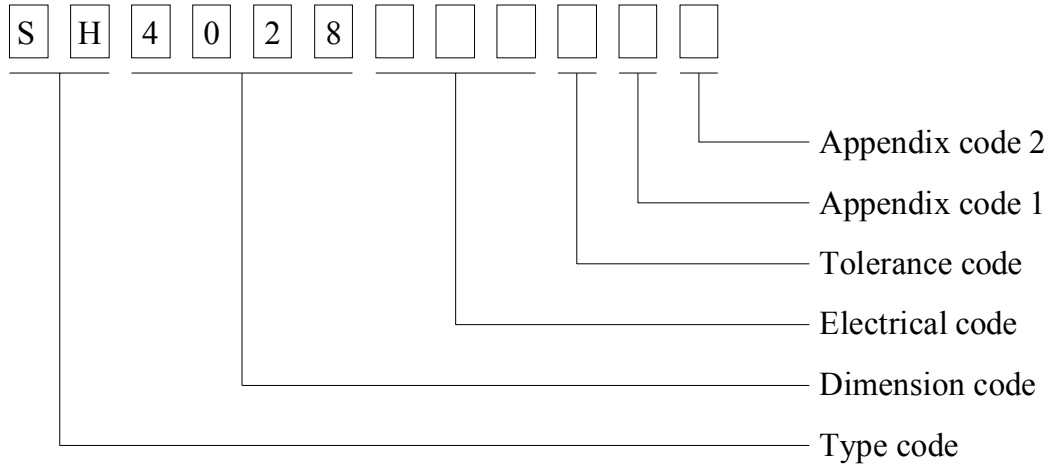 S H 4 0 2 8
Appendix code 2
Appendix code 1
Tolerance code
Electrical code
Dimension code
Type code